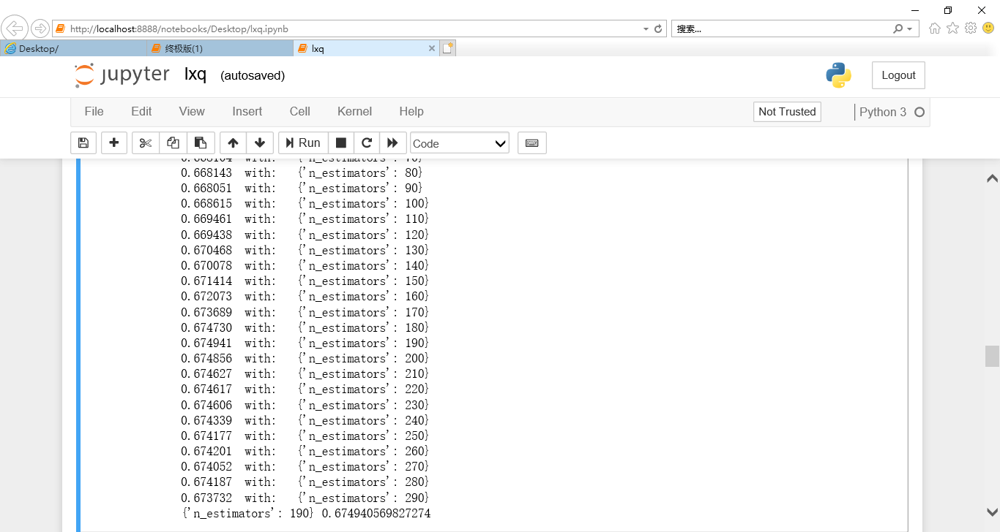 http://localhost:8888/notebooks/Desktop/lxq.ipynb
搜索...
Desktop/
终极版(1)
lxq
jupyter lxq (autosaved)
Logout
File Edit View Insert Cell Kernel Help
Not Trusted
Python 3
Run
Code
0.668104 with: {'n_estimators': 70}
0.668143 with: {'n_estimators': 80}
0.668051 with: {'n_estimators': 90}
0.668615 with: {'n_estimators': 100}
0.669461 with: {'n_estimators': 110}
0.669438 with: {'n_estimators': 120}
0.670468 with: {'n_estimators': 130}
0.670078 with: {'n_estimators': 140}
0.671414 with: {'n_estimators': 150}
0.672073 with: {'n_estimators': 160}
0.673689 with: {'n_estimators': 170}
0.674730 with: {'n_estimators': 180}
0.674941 with: {'n_estimators': 190}
0.674856 with: {'n_estimators': 200}
0.674627 with: {'n_estimators': 210}
0.674617 with: {'n_estimators': 220}
0.674606 with: {'n_estimators': 230}
0.674339 with: {'n_estimators': 240}
0.674177 with: {'n_estimators': 250}
0.674201 with: {'n_estimators': 260}
0.674052 with: {'n_estimators': 270}
0.674187 with: {'n_estimators': 280}
0.673732 with: {'n_estimators': 290}
{'n_estimators': 190} 0.674940569827274